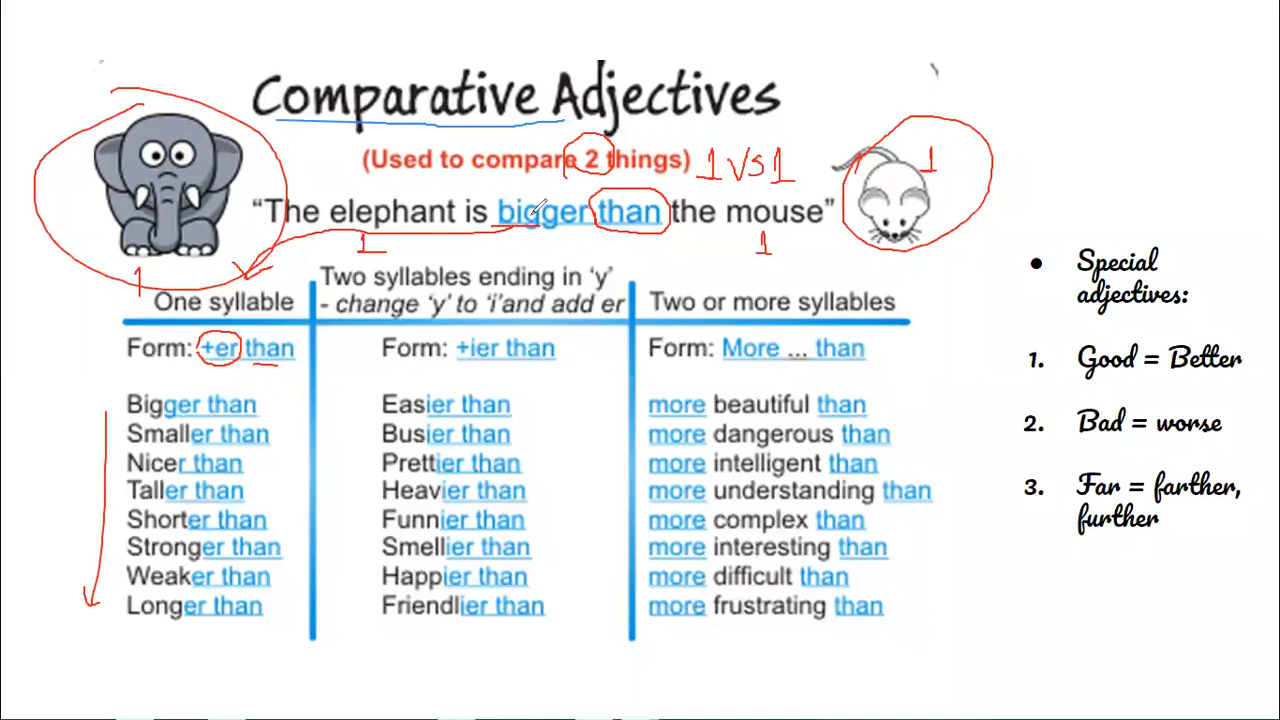 Comparative Adjectives
(Used to compare 2 things) 1 VS 1
1
"The elephant is bigger than the mouse"
1
1
1
One syllable
Form: +er than
Bigger than
Smaller than
Nicer than
Taller than
Shorter than
Stronger than
Weaker than
Longer than
Two syllables ending in 'y'
- change 'y' to 'i'and add er
Form: +ier than
Easier than
Busier than
Prettier than
Heavier than
Funnier than
Smellier than
Happier than
Friendlier than
Two or more syllables
Form: More ... than
more beautiful than
more dangerous than
more intelligent than
more understanding than
more complex than
more interesting than
more difficult than
more frustrating than
• Special
adjectives:
1. Good = Better
2. Bad = worse
3. Far = farther,
further